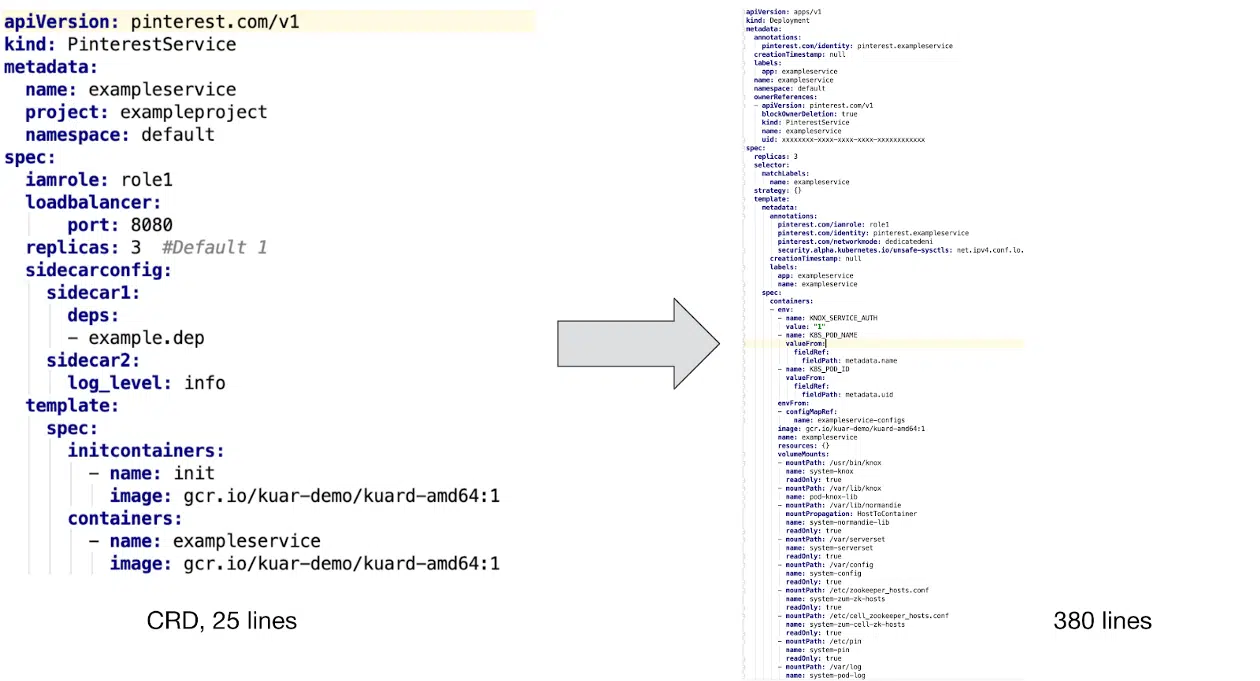 apiVersion: pinterest.com/v1
kind: PinterestService
metadata:
  name: exampleservice
  project: exampleproject
  namespace: default
spec:
  iamrole: role1
  loadbalancer:
      port: 8080
  replicas: 3  #Default 1
  sidecarconfig:
    sidecar1:
      deps:
      - example.dep
    sidecar2:
      log_level: info
  template:
    spec:
      initcontainers:
        - name: init
          image: gcr.io/kuar-demo/kuard-amd64:1
      containers:
        - name: exampleservice
          image: gcr.io/kuar-demo/kuard-amd64:1
CRD, 25 lines
apiVersion: apps/v1
kind: Deployment
metadata:
  annotations:
    pinterest.com/identity: pinterest.exampleservice
  creationTimestamp: null
  labels:
    app: exampleservice
  name: exampleservice
  namespace: default
  ownerReferences:
  - apiVersion: pinterest.com/v1
    blockOwnerDeletion: true
    kind: PinterestService
    name: exampleservice
    uid: xxxxxxxx-xxxx-xxxx-xxxx-xxxxxxxxxxxx
spec:
  replicas: 3
  selector:
    matchLabels:
      name: exampleservice
  strategy: {}
  template:
    metadata:
      annotations:
        pinterest.com/iamrole: role1
        pinterest.com/identity: pinterest.exampleservice
        pinterest.com/networkmode: dedicatedeni
        security.alpha.kubernetes.io/unsafe-sysctls: net.ipv4.conf.lo.
      creationTimestamp: null
      labels:
        app: exampleservice
        name: exampleservice
    spec:
      containers:
      - env:
        - name: KNOX_SERVICE_AUTH
          value: "1"
        - name: K8S_POD_NAME
          valueFrom:
            fieldRef:
              fieldPath: metadata.name
        - name: K8S_POD_ID
          valueFrom:
            fieldRef:
              fieldPath: metadata.uid
        envFrom:
        - configMapRef:
            name: exampleservice-configs
        image: gcr.io/kuar-demo/kuard-amd64:1
        name: exampleservice
        resources: {}
        volumeMounts:
        - mountPath: /usr/bin/knox
          name: system-knox
          readOnly: true
        - mountPath: /var/lib/knox
          name: pod-knox-lib
        - mountPath: /var/lib/normandie
          mountPropagation: HostToContainer
          name: system-normandie-lib
          readOnly: true
        - mountPath: /var/serverset
          name: system-serverset
          readOnly: true
        - mountPath: /var/config
          name: system-config
          readOnly: true
        - mountPath: /etc/zookeeper_hosts.conf
          name: system-zum-zk-hosts
          readOnly: true
        - mountPath: /etc/cell_zookeeper_hosts.conf
          name: system-zum-cell-zk-hosts
          readOnly: true
        - mountPath: /etc/pin
          name: system-pin
          readOnly: true
        - mountPath: /var/log
          name: system-pod-log
380 lines